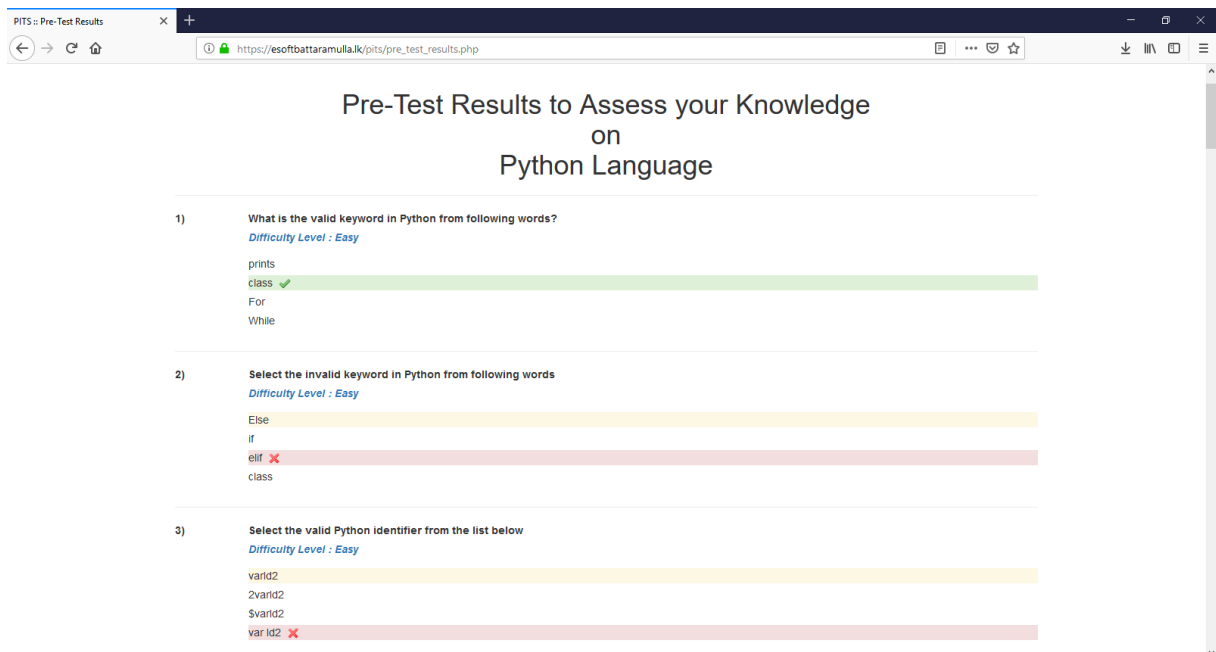 PITS :: Pre-Test Results
https://esoftbattaramulla.lk/pits/pre_test_results.php
Pre-Test Results to Assess your Knowledge
on
Python Language
1) What is the valid keyword in Python from following words?
Difficulty Level : Easy
prints
class
For
While
2) Select the invalid keyword in Python from following words
Difficulty Level : Easy
Else
if
elif
class
3) Select the valid Python identifier from the list below
Difficulty Level : Easy
varId2
2varId2
$varId2
var Id2